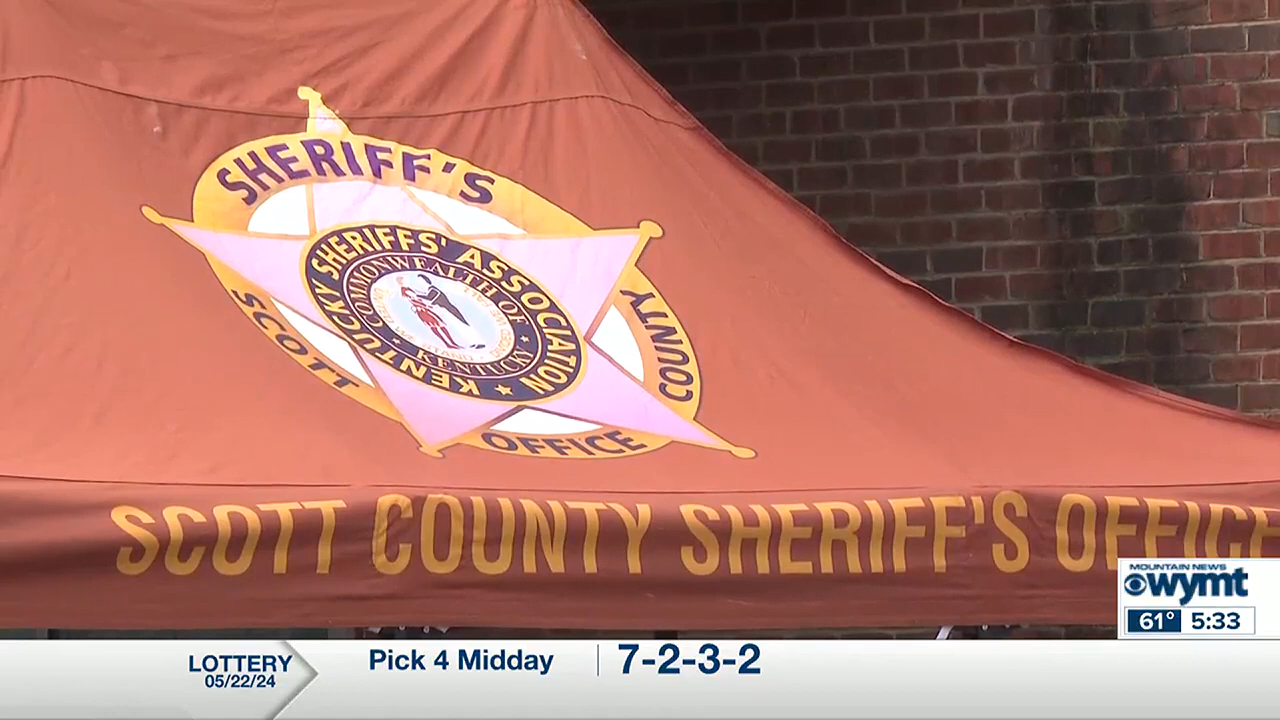 SHERIFF'S
SCOTT
COUNTY
OFFICE
KENTUCKY SHERIFFS' ASSOCIATION
COMMONWEALTH OF
KENTUCKY
SCOTT COUNTY SHERIFF'S OFFICE
MOUNTAIN NEWS
wymt
61° 5:33
LOTTERY
05/22/24
Pick 4 Midday 7-2-3-2